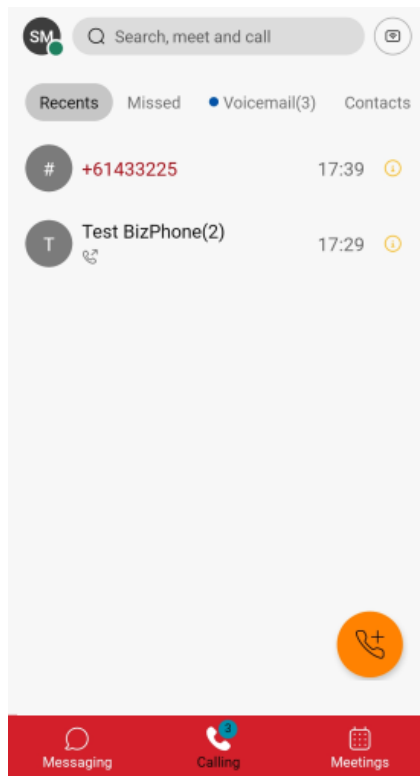 SM Search, meet and call
Recents Missed Voicemail(3) Contacts
# +61433225 17:39
T Test BizPhone(2) 17:29
3
Messaging Calling Meetings